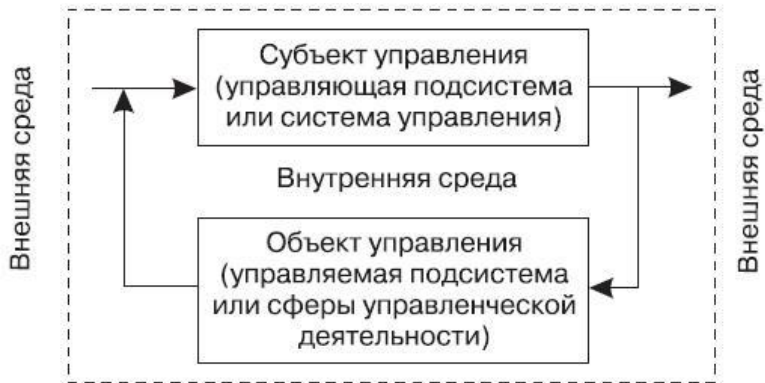 Внешняя среда
Субъект управления
(управляющая подсистема
или система управления)
Внутренняя среда
Объект управления
(управляемая подсистема
или сферы управленческой
деятельности)
Внешняя среда